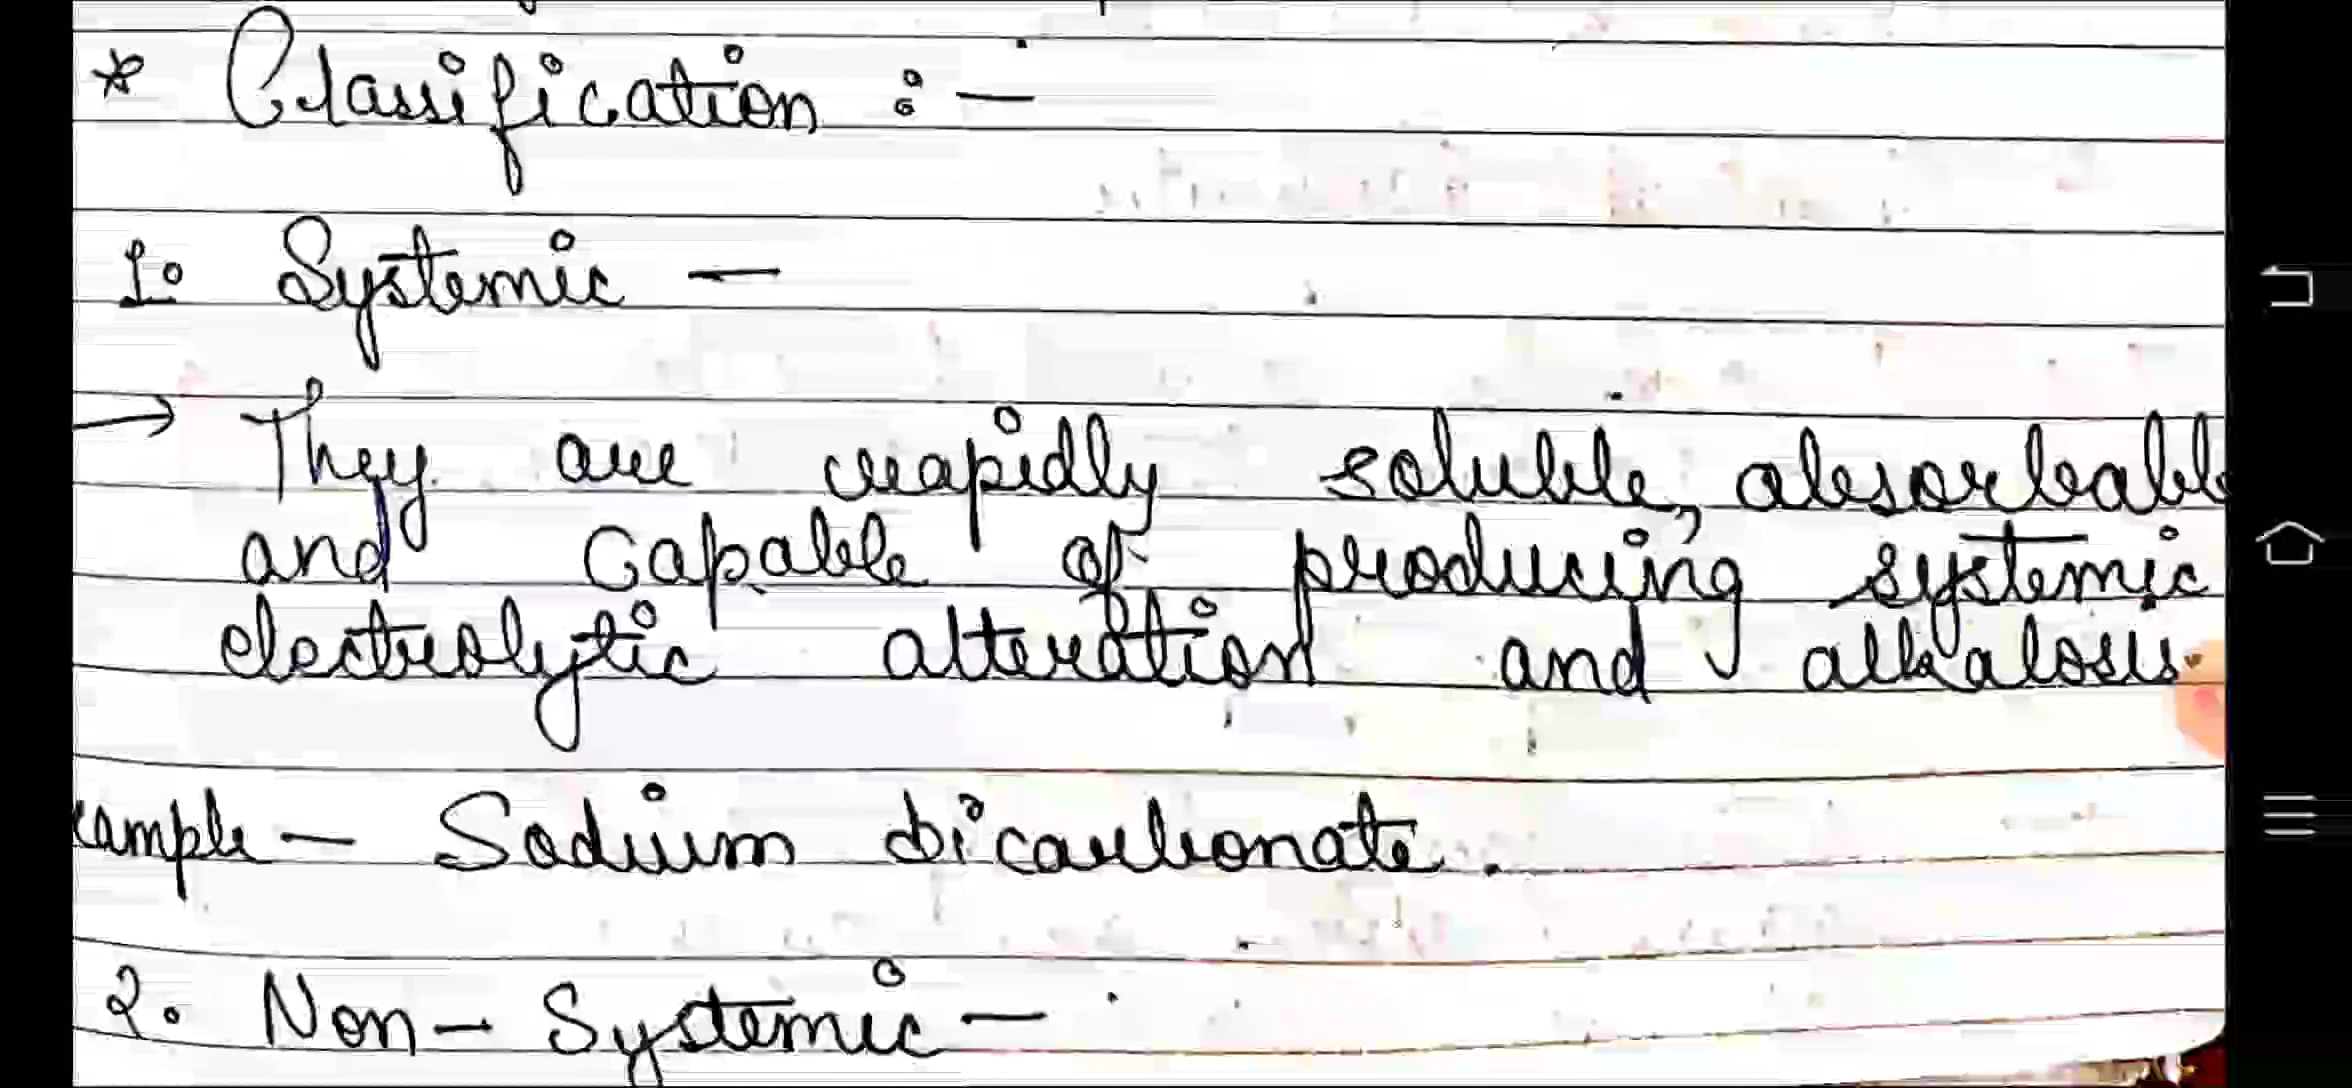 * Classification :-
1. Systemic -
→ They are rapidly soluble, absorbable
and capable of producing systemic
electrolytic alteration and alkalosis.
xample - Sodium bicarbonate.
2. Non - Systemic -